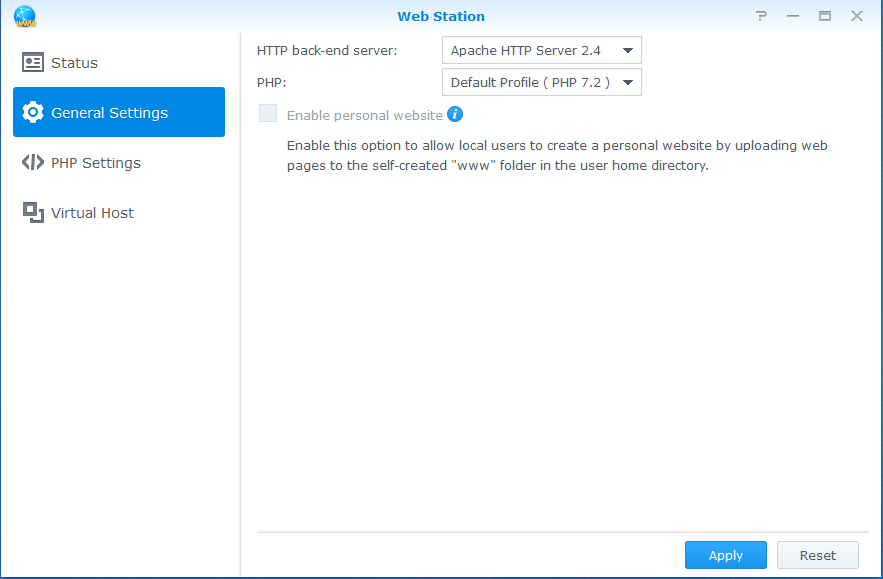 Web Station
Status
General Settings
PHP Settings
Virtual Host
HTTP back-end server: Apache HTTP Server 2.4
PHP: Default Profile ( PHP 7.2 )
Enable personal website
Enable this option to allow local users to create a personal website by uploading web
pages to the self-created "www" folder in the user home directory.
Apply Reset